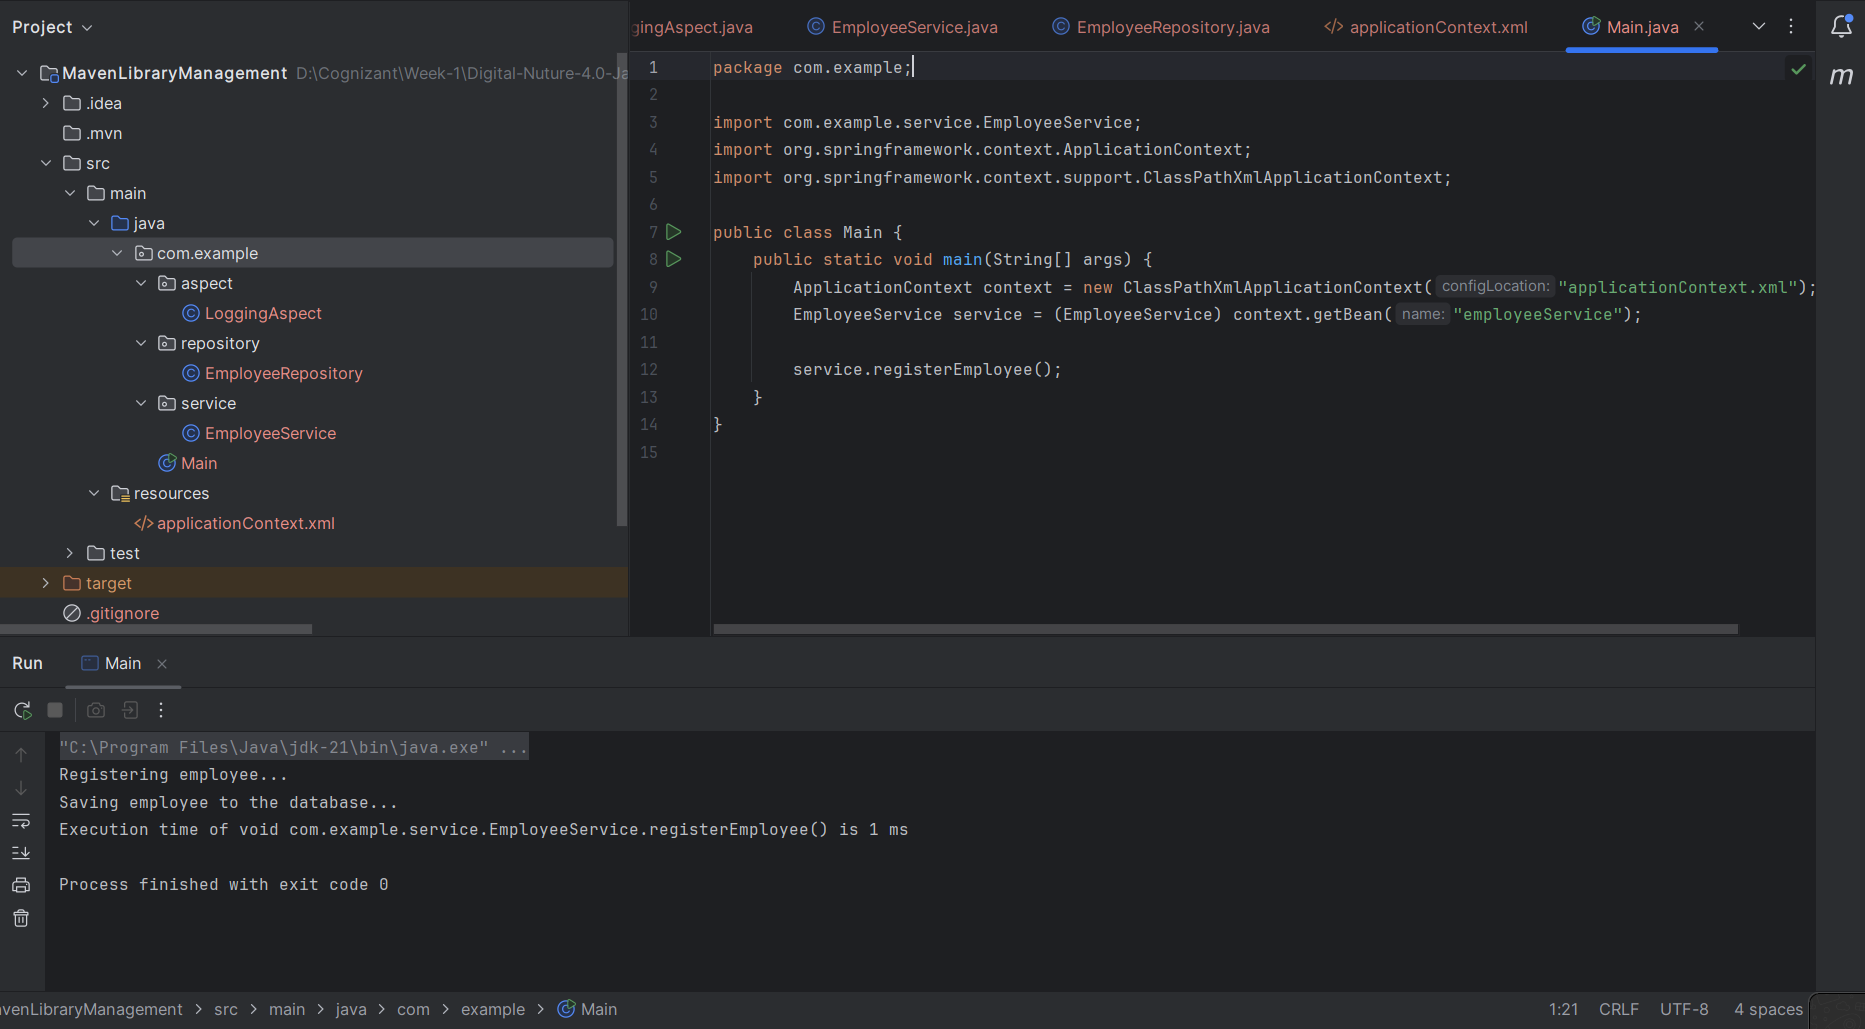 Project
MavenLibraryManagement D:\Cognizant\Week-1\Digital-Nuture-4.0-Ja
.idea
.mvn
src
main
java
com.example
aspect
LoggingAspect
repository
EmployeeRepository
service
EmployeeService
Main
resources
applicationContext.xml
test
target
.gitignore
gingAspect.java EmployeeService.java EmployeeRepository.java applicationContext.xml Main.java
m
1 package com.example;
2
3 import com.example.service.EmployeeService;
4 import org.springframework.context.ApplicationContext;
5 import org.springframework.context.support.ClassPathXmlApplicationContext;
6
7 public class Main {
8 public static void main(String[] args) {
9 ApplicationContext context = new ClassPathXmlApplicationContext( configLocation: "applicationContext.xml");
10 EmployeeService service = (EmployeeService) context.getBean( name: "employeeService");
11
12 service.registerEmployee();
13 }
14 }
15
Run Main
"C:\Program Files\Java\jdk-21\bin\java.exe" ...
Registering employee...
Saving employee to the database...
Execution time of void com.example.service.EmployeeService.registerEmployee() is 1 ms
Process finished with exit code 0
avenLibraryManagement > src > main > java > com > example > Main 1:21 CRLF UTF-8 4 spaces